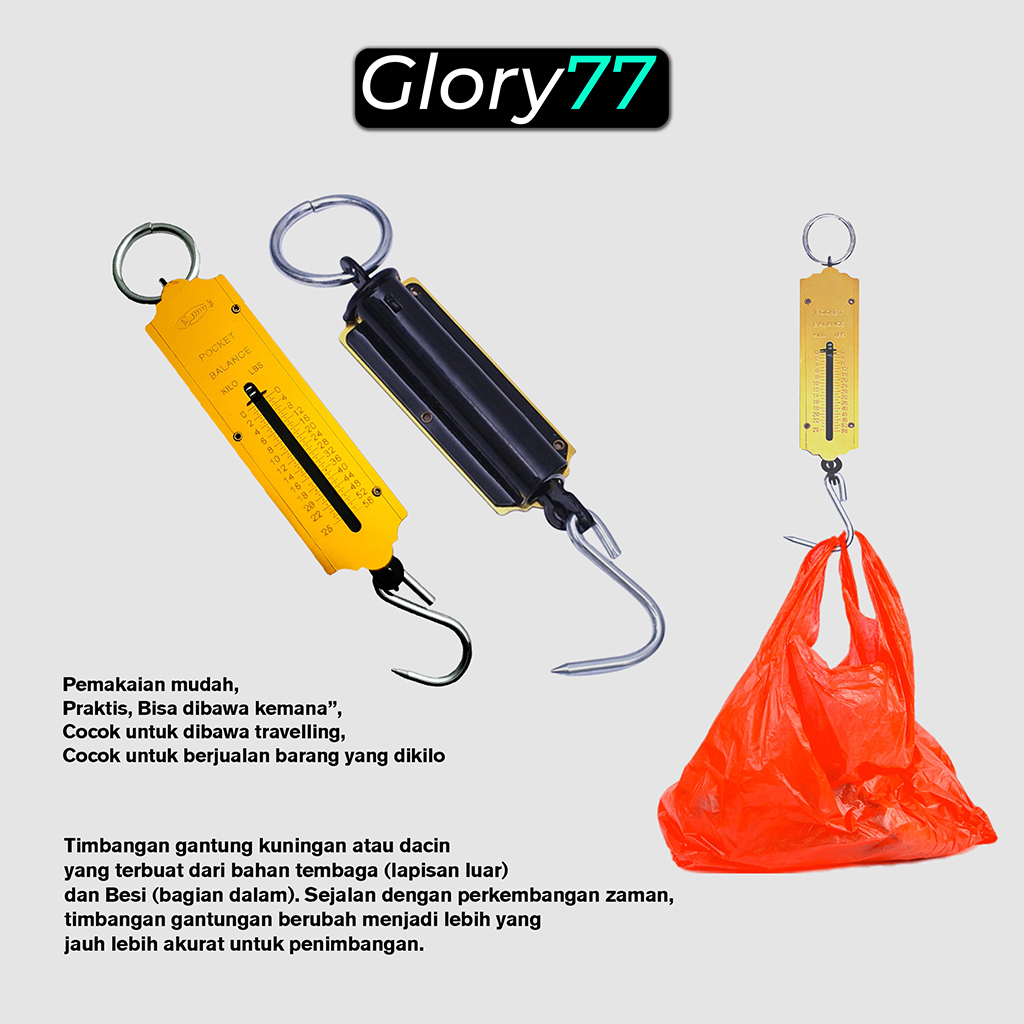 Glory77
POCKET
BALANCE
KILO LBS
0 0
2 4
4 8
6 12
8 16
10 20
12 24
14 28
16 32
18 36
20 40
22 44
25 48
52
56
POCKET
BALANCE
Pemakaian mudah,
Praktis, Bisa dibawa kemana”,
Cocok untuk dibawa travelling,
Cocok untuk berjualan barang yang dikilo
Timbangan gantung kuningan atau dacin
yang terbuat dari bahan tembaga (lapisan luar)
dan Besi (bagian dalam). Sejalan dengan perkembangan zaman,
timbangan gantungan berubah menjadi lebih yang
jauh lebih akurat untuk penimbangan.